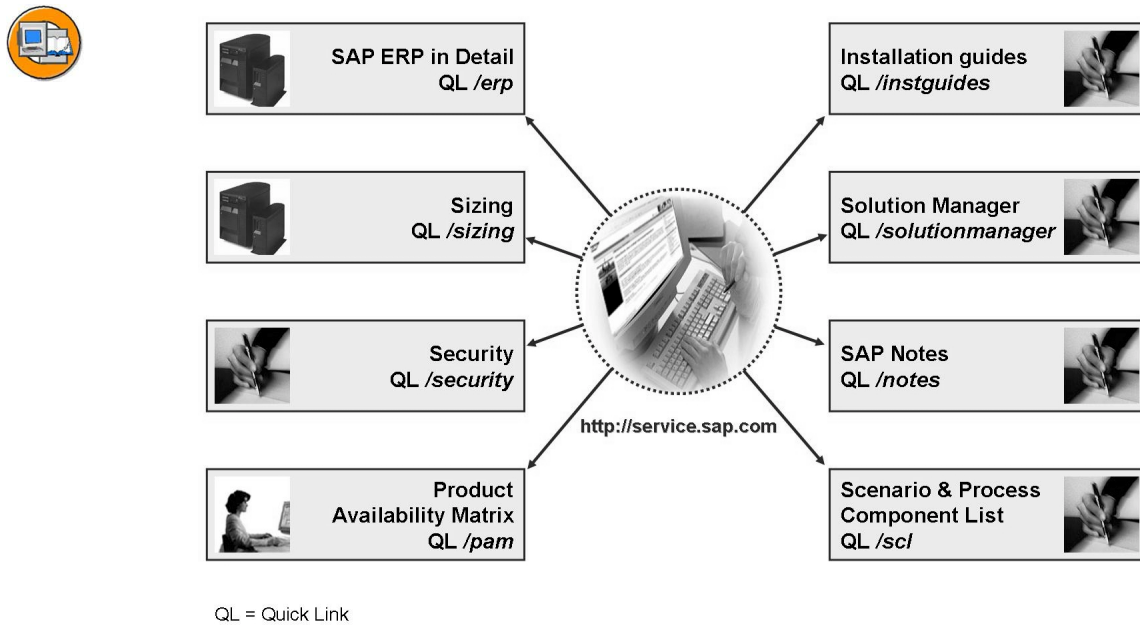 SAP ERP in Detail
QL /erp
Sizing
QL /sizing
Security
QL /security
Product
Availability Matrix
QL /pam
http://service.sap.com
Installation guides
QL /instguides
Solution Manager
QL /solutionmanager
SAP Notes
QL /notes
Scenario & Process
Component List
QL /scl
QL = Quick Link